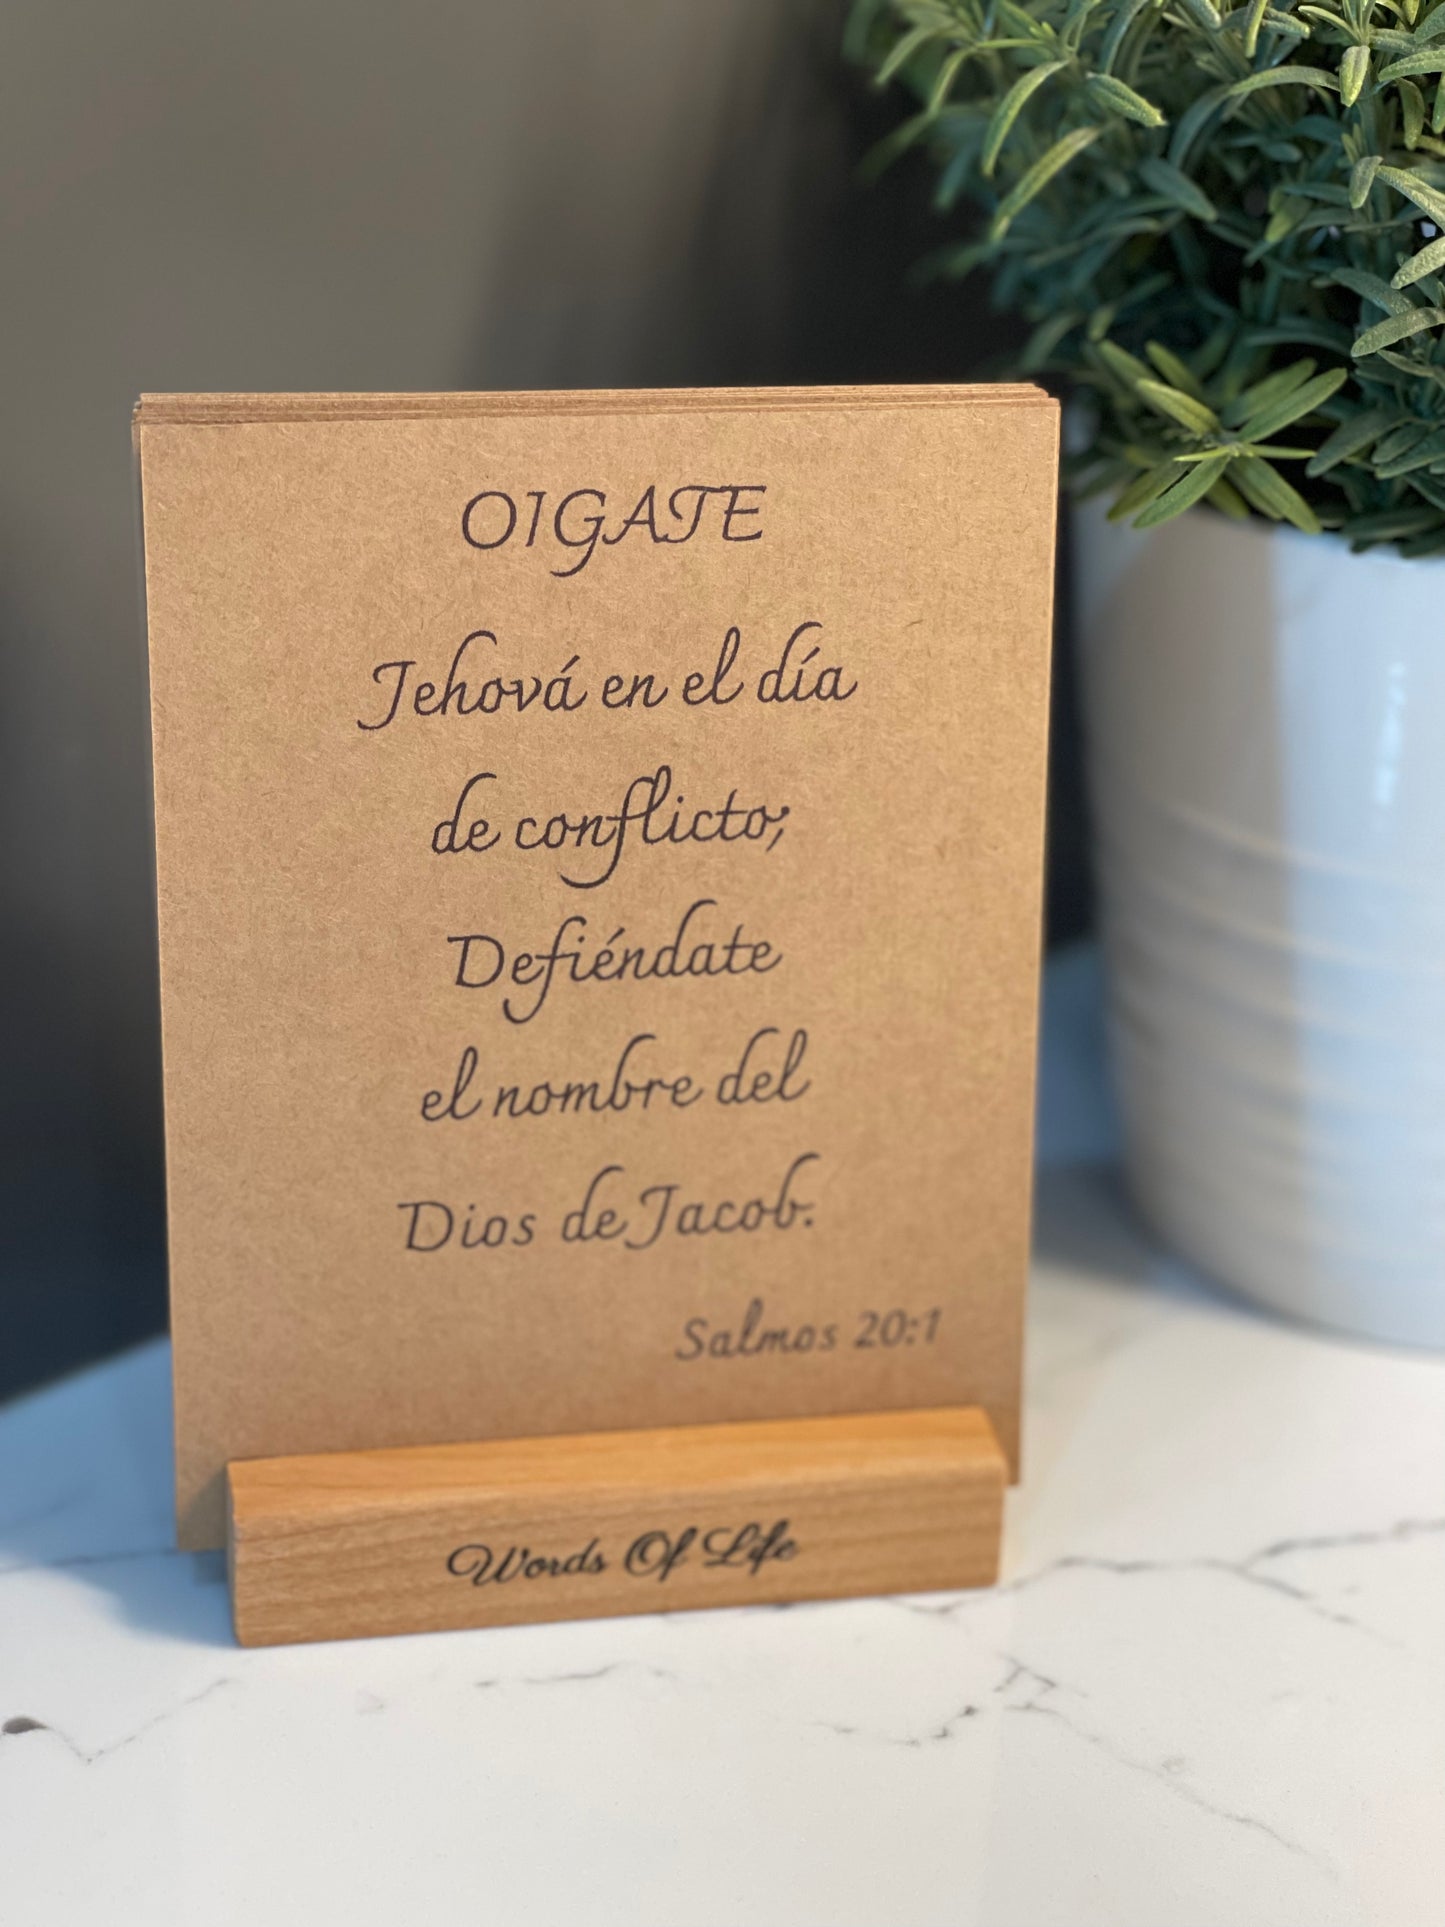 OIGATE
Jehová en el día
de conflicto;
Defiéndate
el nombre del
Dios de Jacob.
Salmos 20:1
Words Of Life